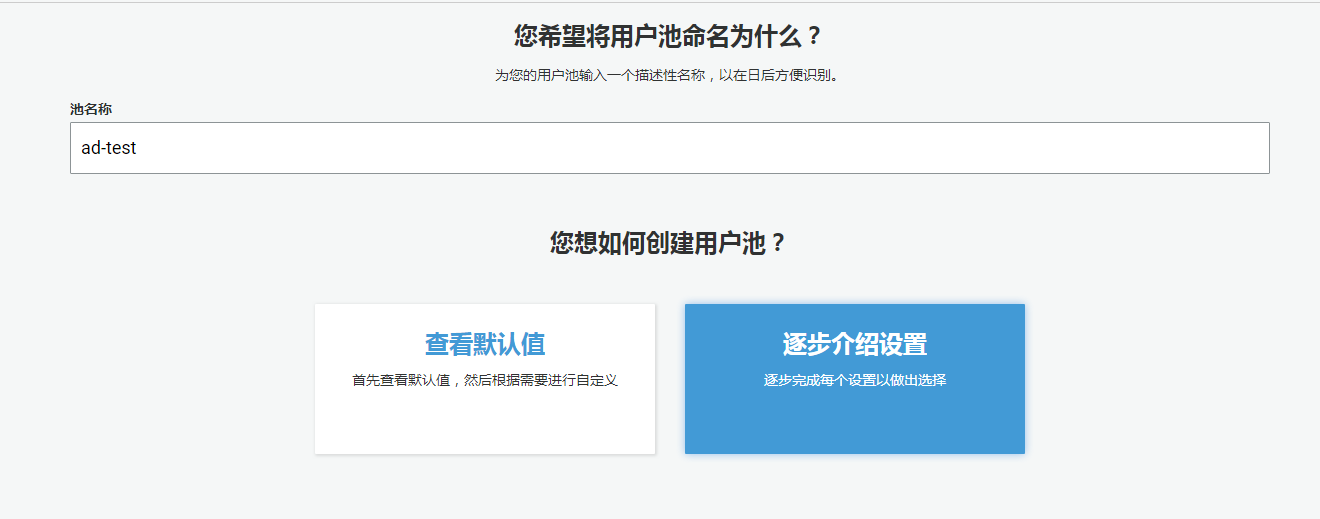 您希望将用户池命名为什么？
为您的用户池输入一个描述性名称，以在日后方便识别。
池名称
ad-test
您想如何创建用户池？
查看默认值
首先查看默认值，然后根据需要进行自定义
逐步介绍设置
逐步完成每个设置以做出选择